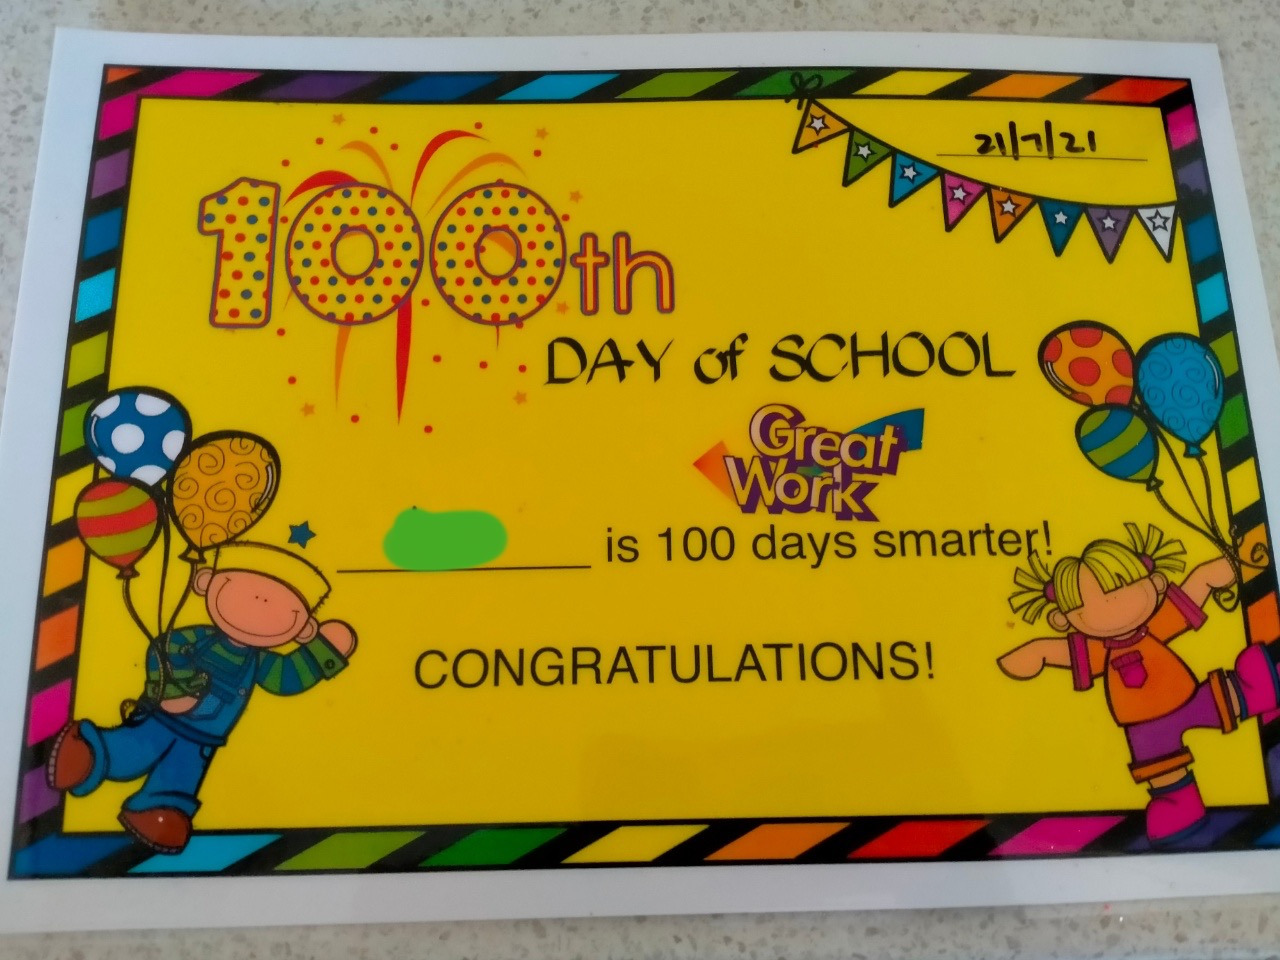 21/7/21
100th
DAY of SCHOOL
Great
Work
is 100 days smarter!
CONGRATULATIONS!